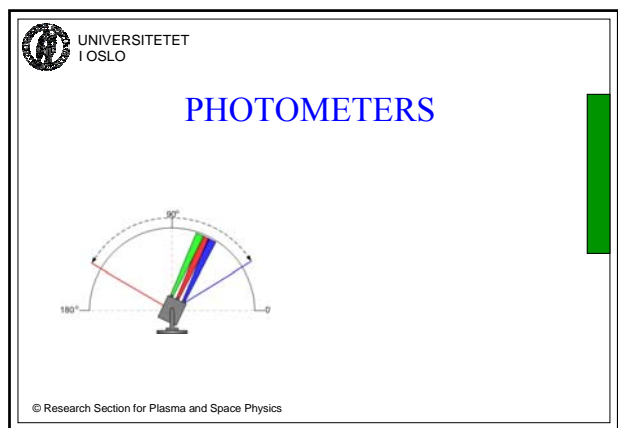 UNIVERSITETET
I OSLO
PHOTOMETERS
90°
180°
0
© Research Section for Plasma and Space Physics